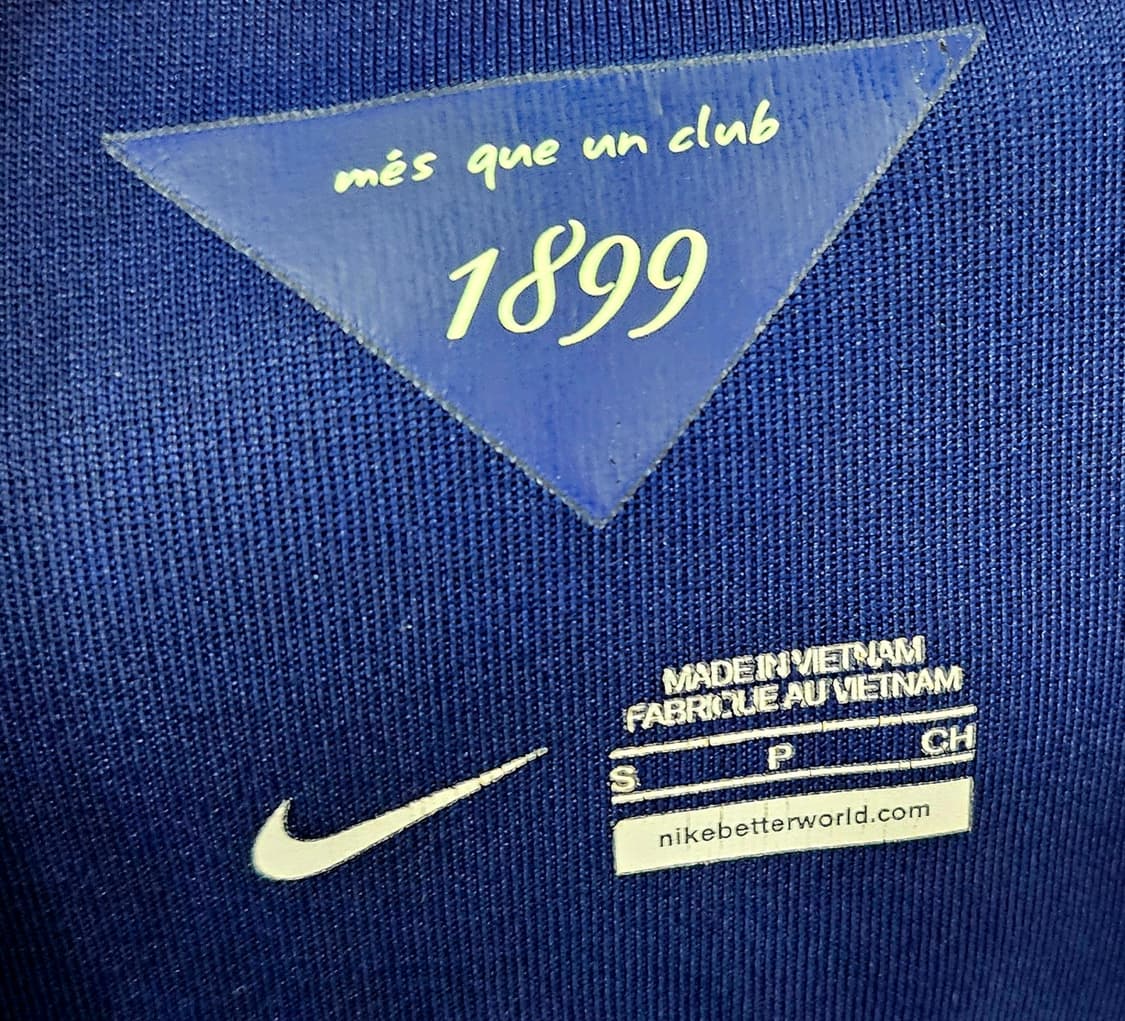 més que un club
1899
MADE IN VIETNAM
FABRIQUE AU VIETNAM
S P CH
nikebetterworld.com